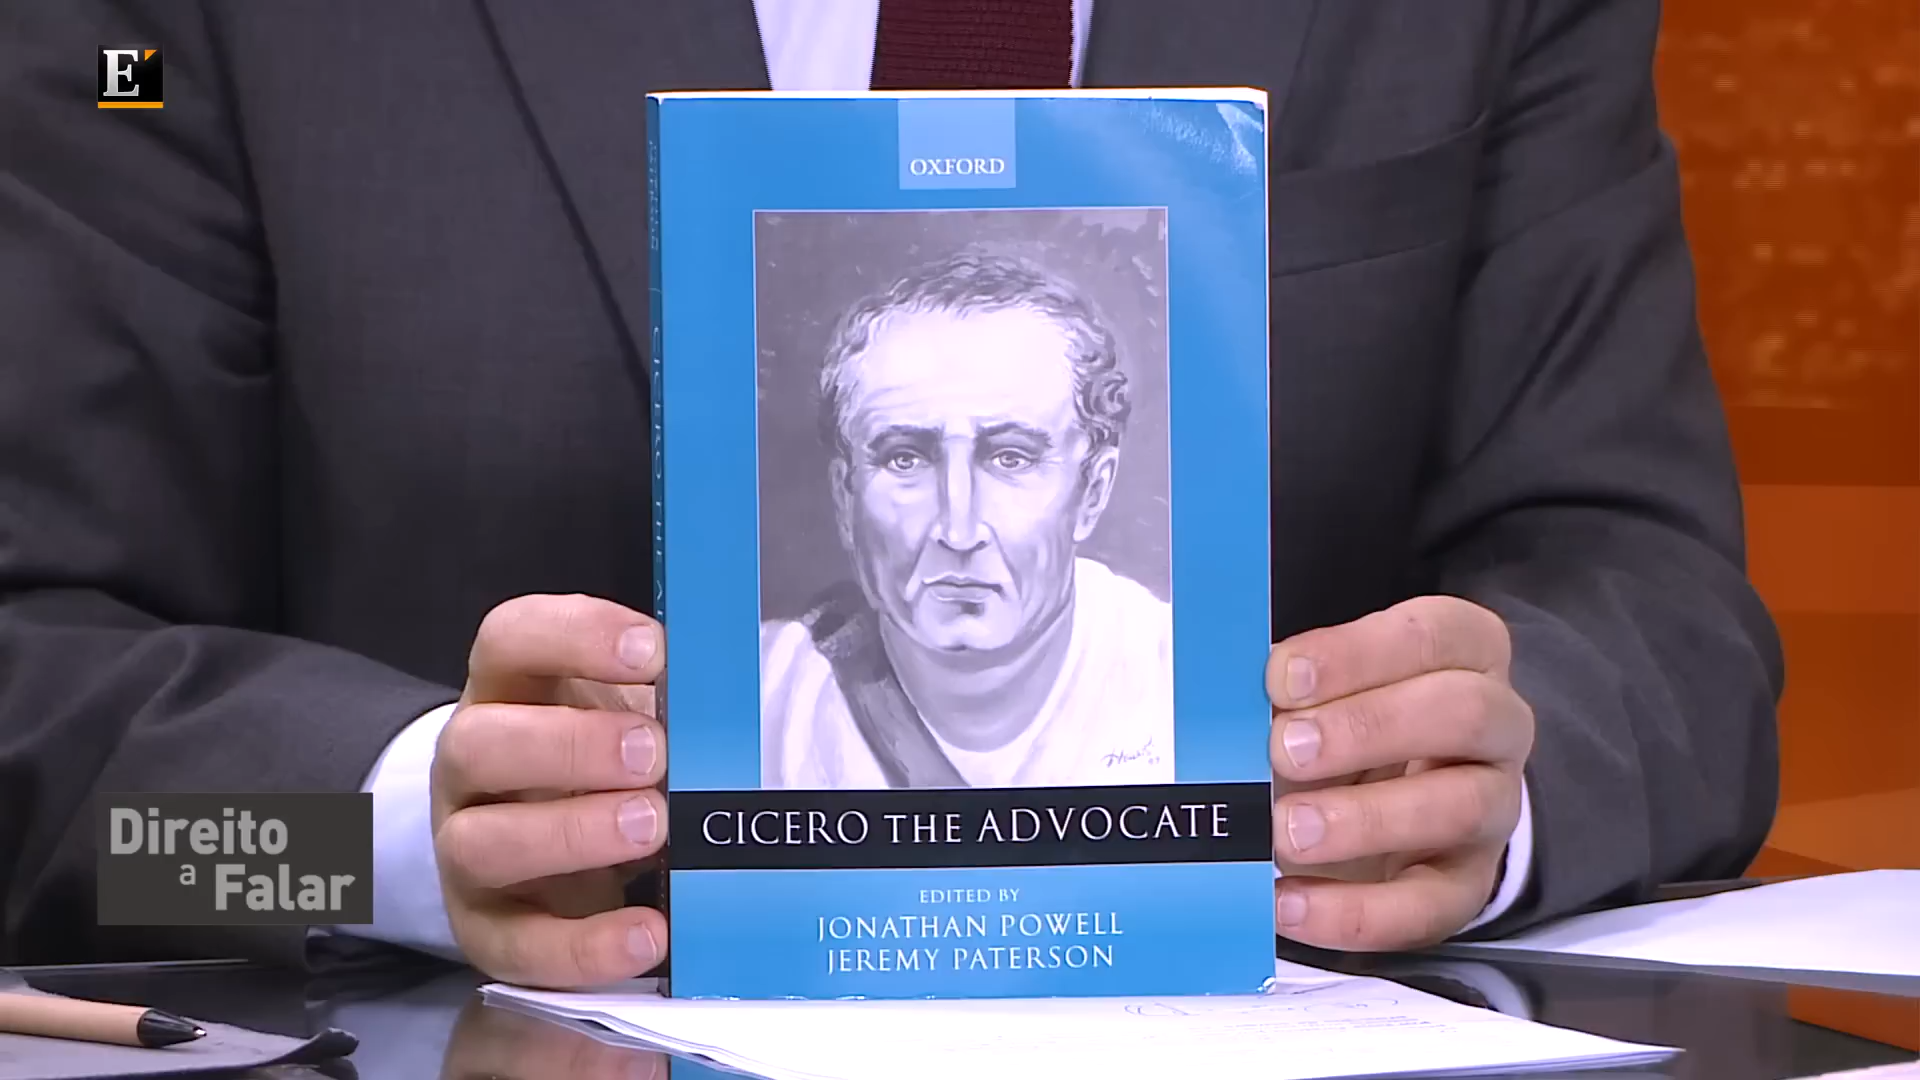 E
OXFORD
CICERO THE ADVOCATE
EDITED BY
JONATHAN POWELL
JEREMY PATERSON
Direito
a Falar